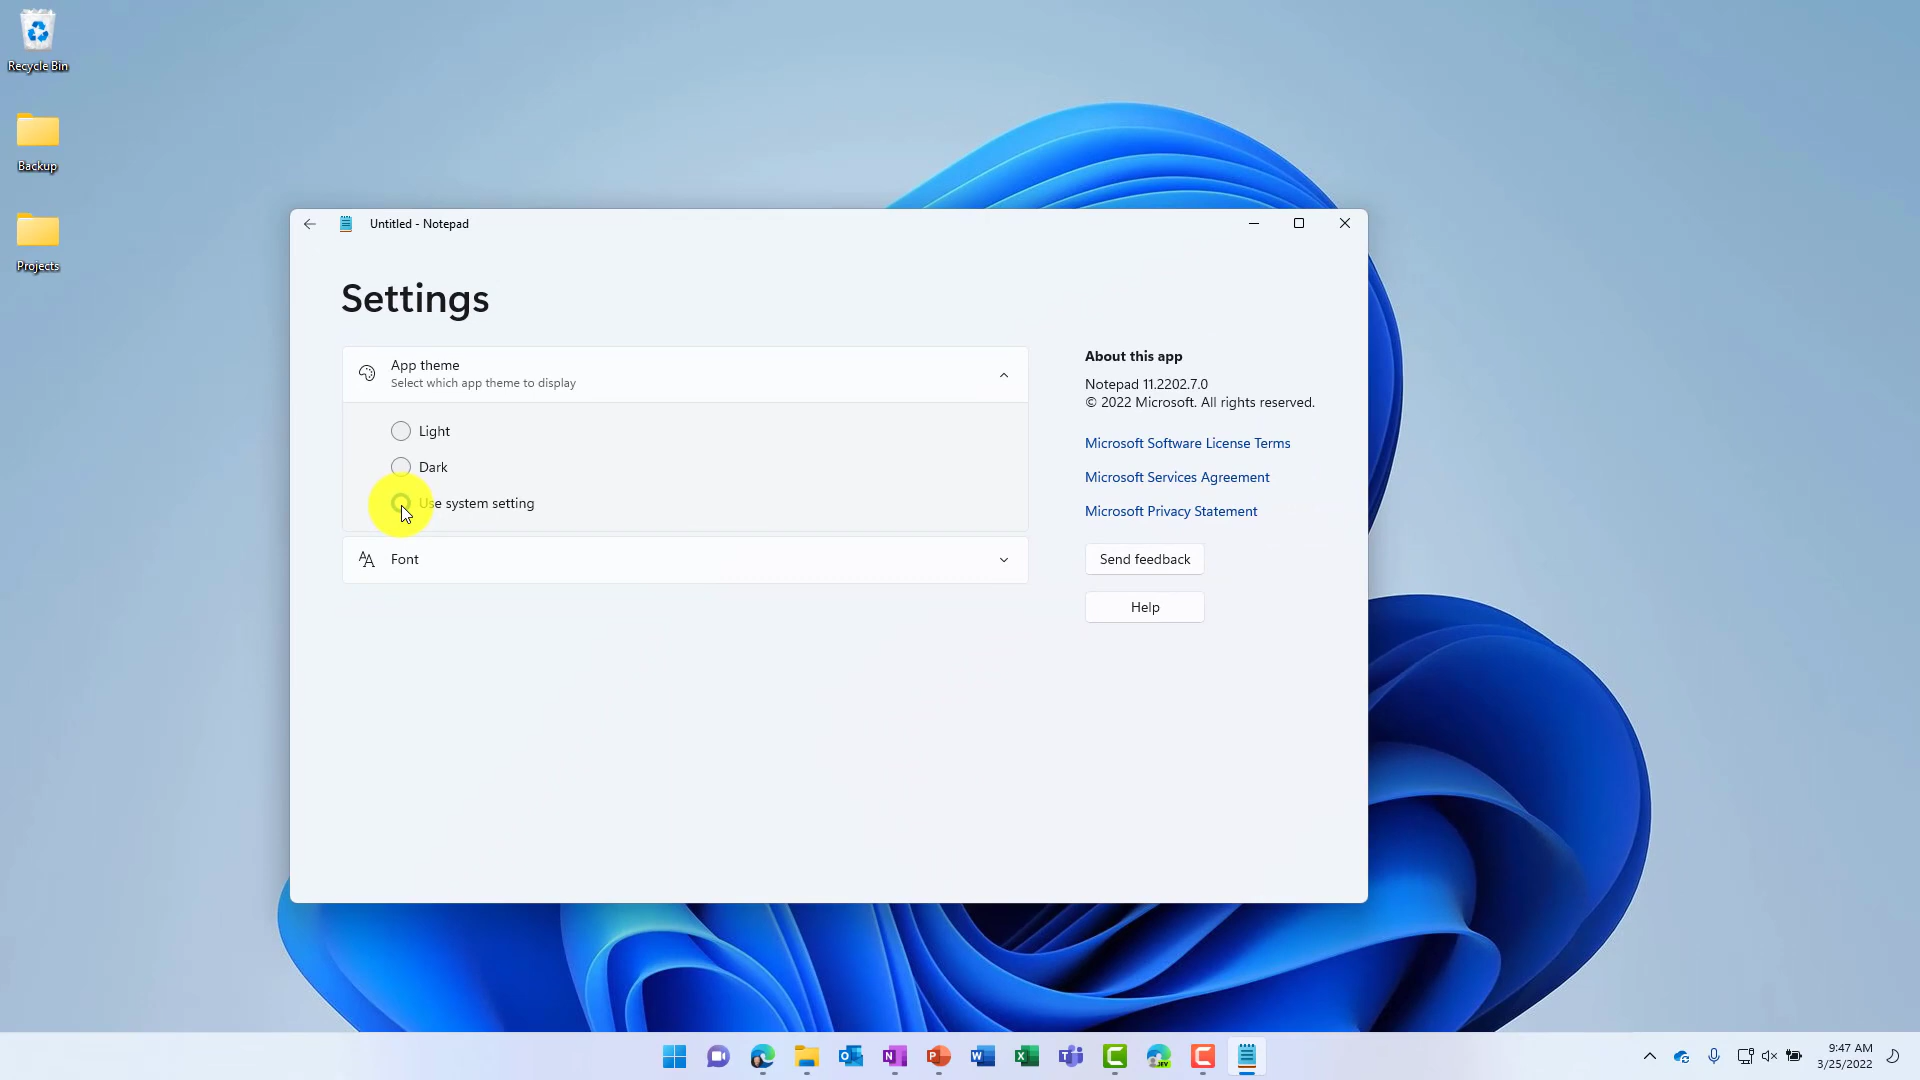 Recycle Bin
Backup
Projects
Untitled - Notepad
Settings
App theme
Select which app theme to display
Light
Dark
Use system setting
Font
About this app
Notepad 11.2202.7.0
© 2022 Microsoft. All rights reserved.
Microsoft Software License Terms
Microsoft Services Agreement
Microsoft Privacy Statement
Send feedback
Help
9:47 AM
3/25/2022